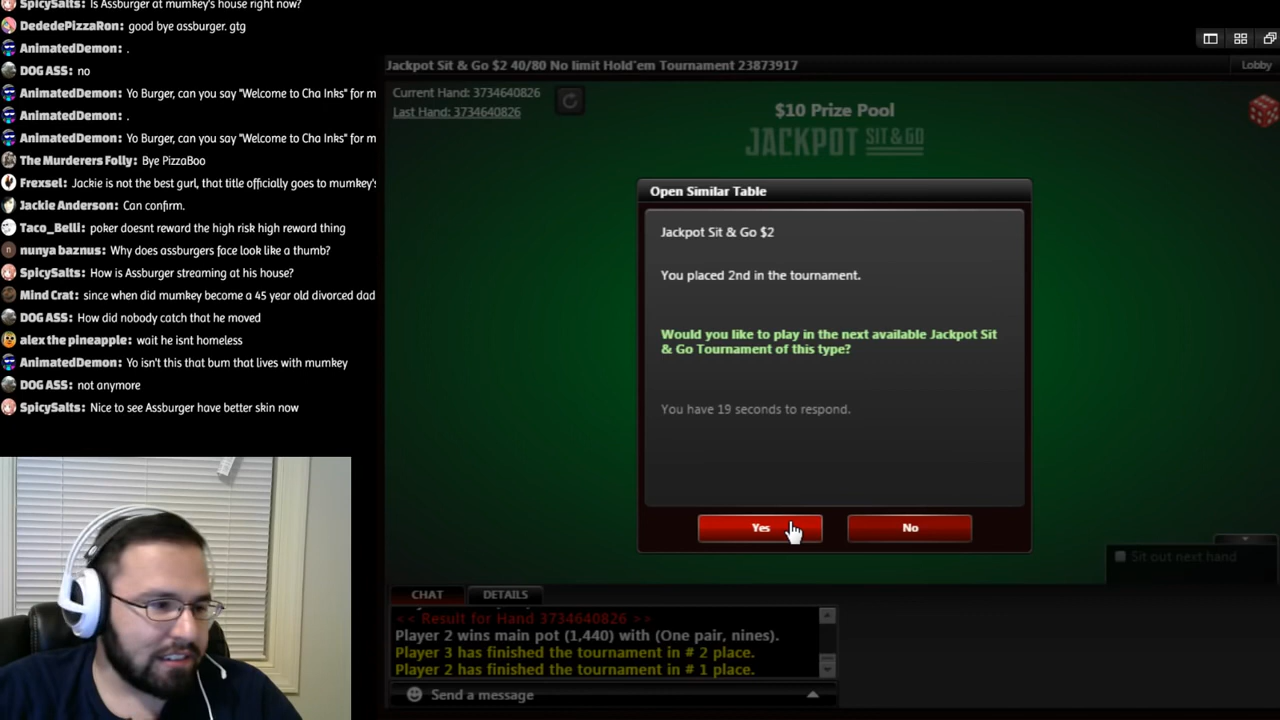 SpicySalts: Is Assburger at mumkey's house right now?
DededePizzaRon: good bye assburger. gtg
AnimatedDemon: .
DOG ASS: no
AnimatedDemon: Yo Burger, can you say "Welcome to Cha Inks" for m
AnimatedDemon: .
AnimatedDemon: Yo Burger, can you say "Welcome to Cha Inks" for m
The Murderers Folly: Bye PizzaBoo
Frexsel: Jackie is not the best gurl, that title officially goes to mumkey's
Jackie Anderson: Can confirm.
Taco_Belli: poker doesnt reward the high risk high reward thing
n
nunya baznus: Why does assburgers face look like a thumb?
SpicySalts: How is Assburger streaming at his house?
Mind Crat: since when did mumkey become a 45 year old divorced dad
DOG ASS: How did nobody catch that he moved
alex the pineapple: wait he isnt homeless
AnimatedDemon: Yo isn't this that bum that lives with mumkey
DOG ASS: not anymore
SpicySalts: Nice to see Assburger have better skin now
Jackpot Sit & Go $2 40/80 No limit Hold'em Tournament 23873917
Lobby
Current Hand: 3734640826
Last Hand: 3734640826
$10 Prize Pool
JACKPOT SIT & GO
Open Similar Table
Jackpot Sit & Go $2
You placed 2nd in the tournament.
Would you like to play in the next available Jackpot Sit
& Go Tournament of this type?
You have 19 seconds to respond.
Yes
No
Sit out next hand
CHAT
DETAILS
<< Result for Hand 3734640826 >>
Player 2 wins main pot (1,440) with (One pair, nines).
Player 3 has finished the tournament in # 2 place.
Player 2 has finished the tournament in # 1 place.
Send a message